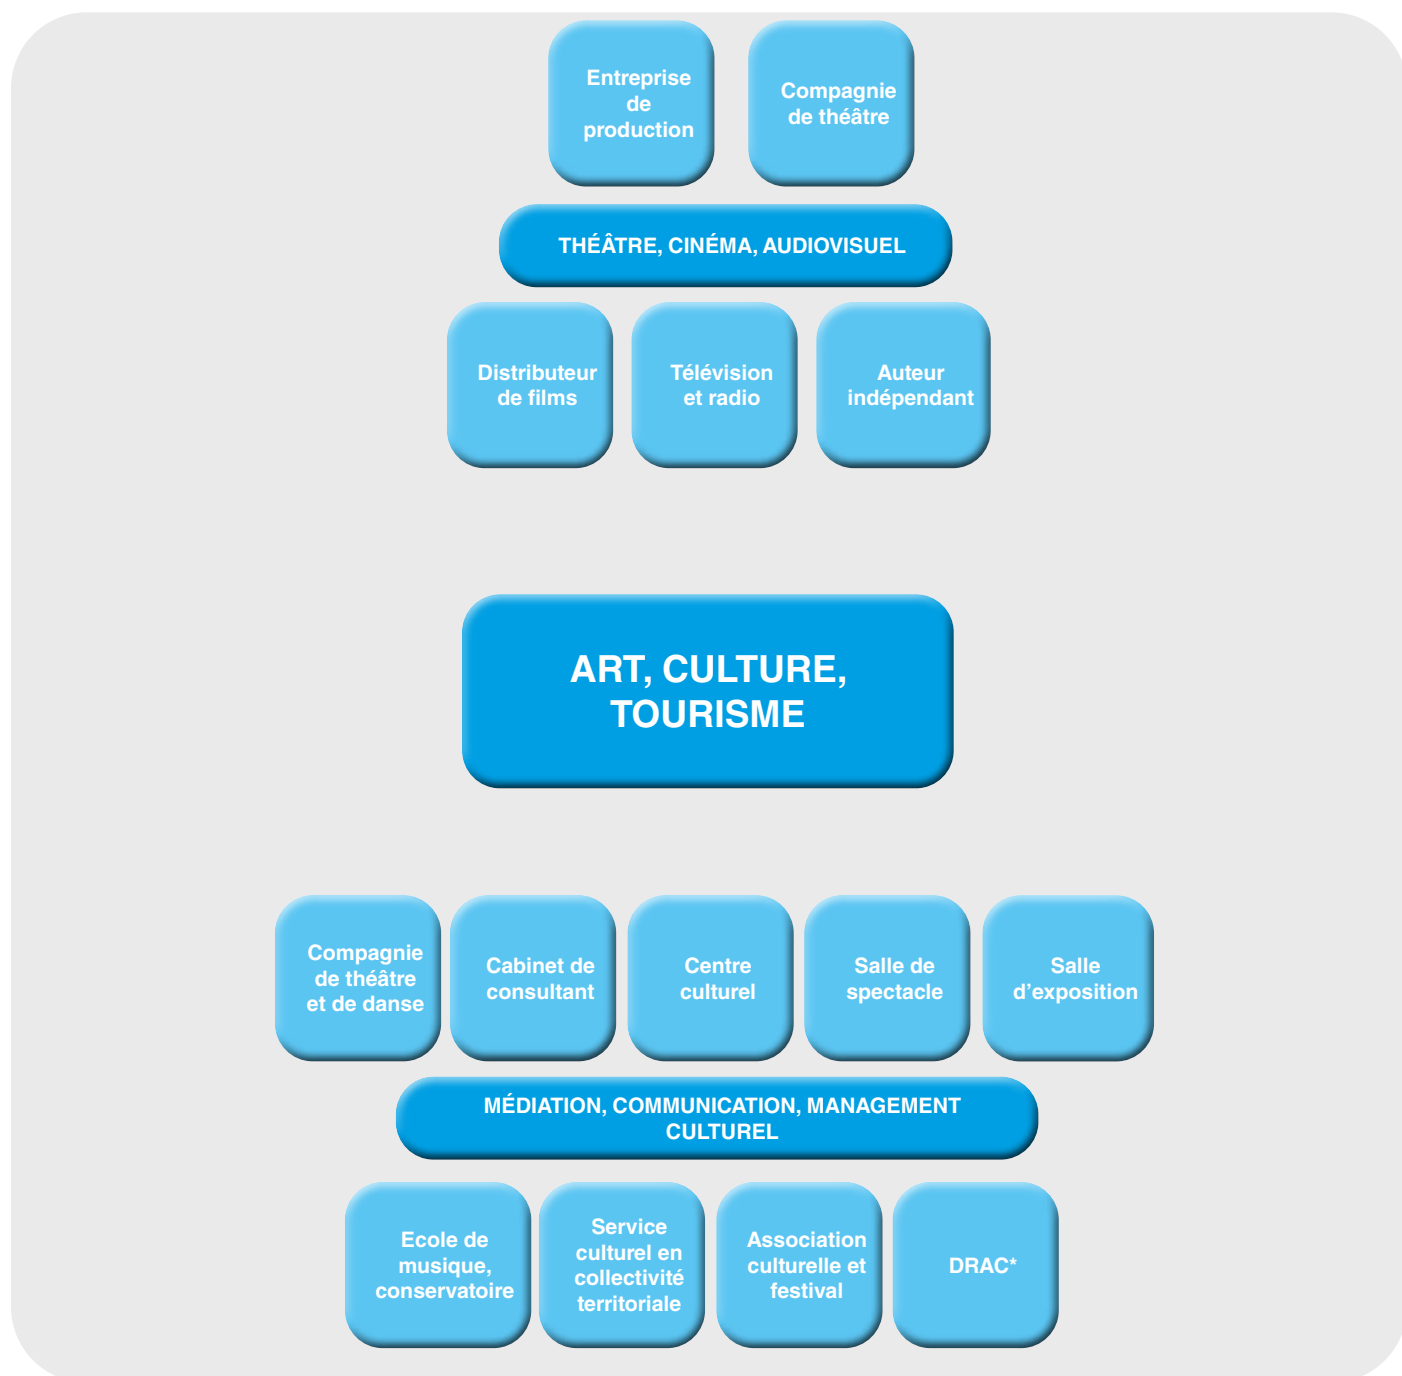 Entreprise
de
production
Compagnie
de théâtre
THÉÂTRE, CINÉMA, AUDIOVISUEL
Distributeur
de films
Télévision
et radio
Auteur
indépendant
ART, CULTURE,
TOURISME
Compagnie
de théâtre
et de danse
Cabinet de
consultant
Centre
culturel
Salle de
spectacle
Salle
d’exposition
MÉDIATION, COMMUNICATION, MANAGEMENT
CULTUREL
Ecole de
musique,
conservatoire
Service
culturel en
collectivité
territoriale
Association
culturelle et
festival
DRAC*